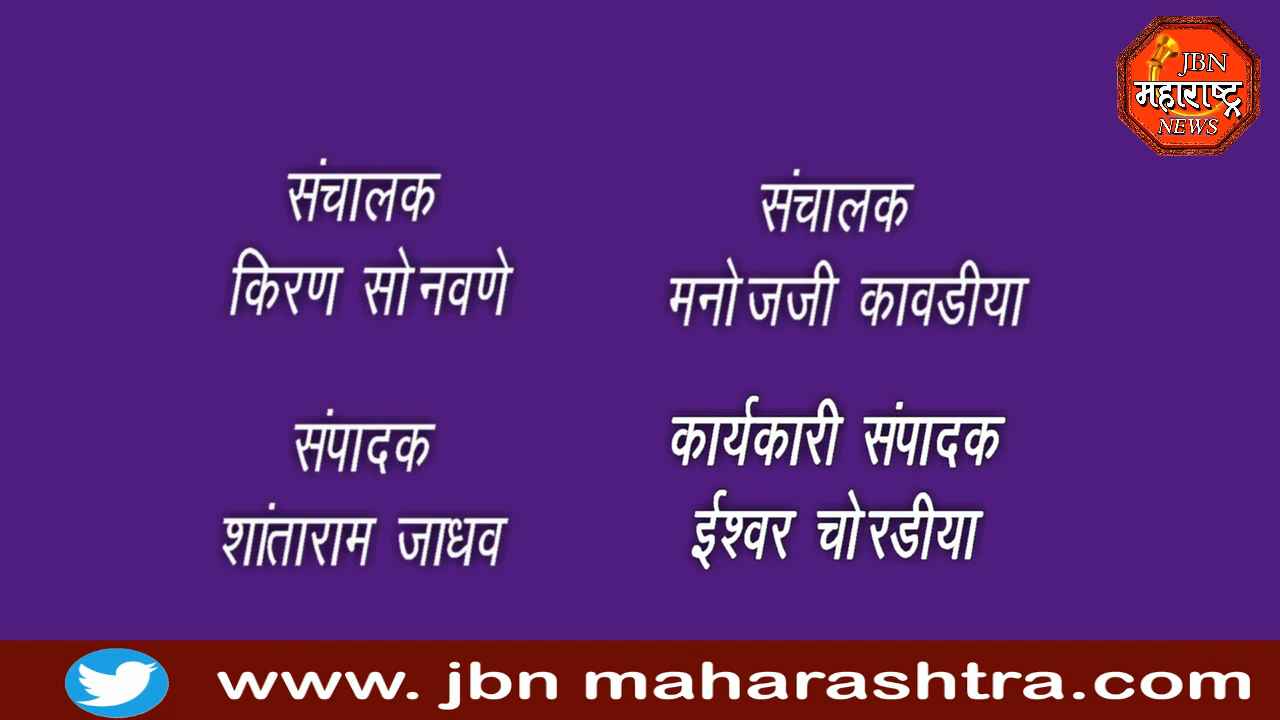 JBN
महाराष्ट्र
NEWS
संचालक
किरण सोनवणे
संचालक
मनोजजी कावडीया
संपादक
शांताराम जाधव
कार्यकारी संपादक
ईश्वर चोरडीया
www. jbn maharashtra.com